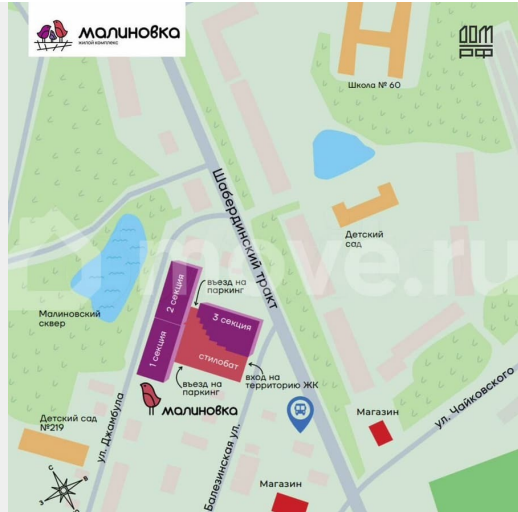 малиновка
жилой комплекс
ДОМ
РФ
Школа № 60
Шабердинский тракт
Детский
сад
move.ru
въезд на
паркинг
2 секция
3 секция
1 секция
стилобат
Малиновский
сквер
въезд на
паркинг
вход на
территорию ЖК
малиновка
Детский сад
№219
ул. Джамбула
Балезинская ул.
Магазин
ул. Чайковского
Магазин
С
В
З
Ю